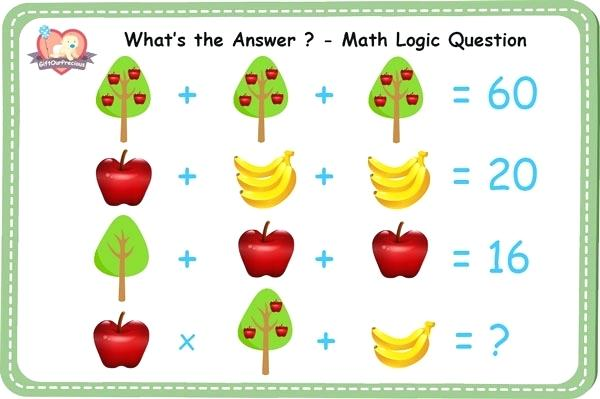 What's the Answer ? - Math Logic Question
GiftOurPrecious
+ + = 60
+ + = 20
+ + = 16
x + = ?